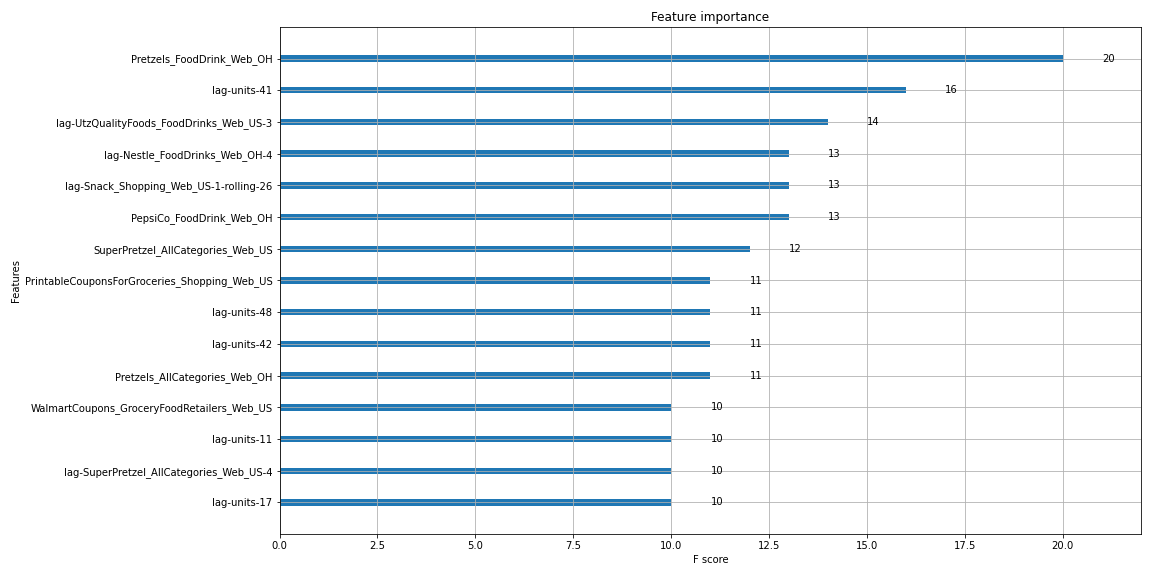 Feature importance
Features
Pretzels_FoodDrink_Web_OH 20
lag-units-41 16
lag-UtzQualityFoods_FoodDrinks_Web_US-3 14
lag-Nestle_FoodDrinks_Web_OH-4 13
lag-Snack_Shopping_Web_US-1-rolling-26 13
PepsiCo_FoodDrink_Web_OH 13
SuperPretzel_AllCategories_Web_US 12
PrintableCouponsForGroceries_Shopping_Web_US 11
lag-units-48 11
lag-units-42 11
Pretzels_AllCategories_Web_OH 11
WalmartCoupons_GroceryFoodRetailers_Web_US 10
lag-units-11 10
lag-SuperPretzel_AllCategories_Web_US-4 10
lag-units-17 10
0.0 2.5 5.0 7.5 10.0 12.5 15.0 17.5 20.0
F score